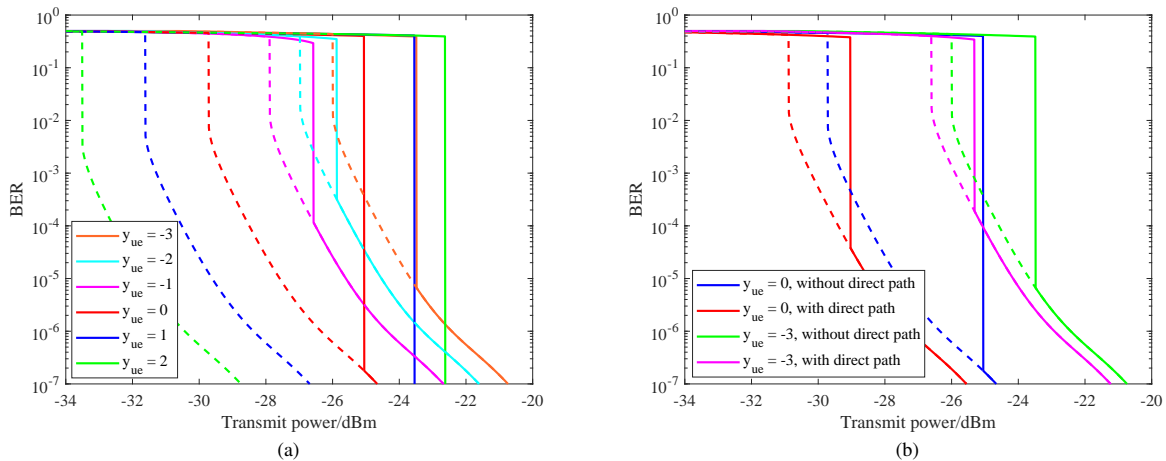 10^0
10^-1
10^-2
10^-3
10^-4
10^-5
10^-6
10^-7
BER
y_ue = -3
y_ue = -2
y_ue = -1
y_ue = 0
y_ue = 1
y_ue = 2
-34 -32 -30 -28 -26 -24 -22 -20
Transmit power/dBm
(a)
10^0
10^-1
10^-2
10^-3
10^-4
10^-5
10^-6
10^-7
BER
y_ue = 0, without direct path
y_ue = 0, with direct path
y_ue = -3, without direct path
y_ue = -3, with direct path
-34 -32 -30 -28 -26 -24 -22 -20
Transmit power/dBm
(b)